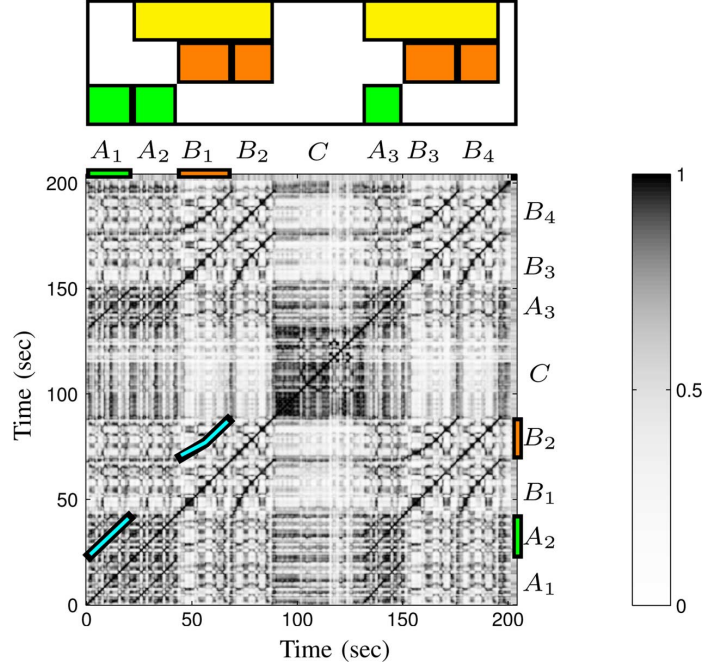 A₁ A₂ B₁ B₂ C A₃ B₃ B₄
200
150
100
50
0
Time (sec)
B₄
B₃
A₃
C
B₂
B₁
A₂
A₁
1
0.5
0
0 50 100 150 200
Time (sec)